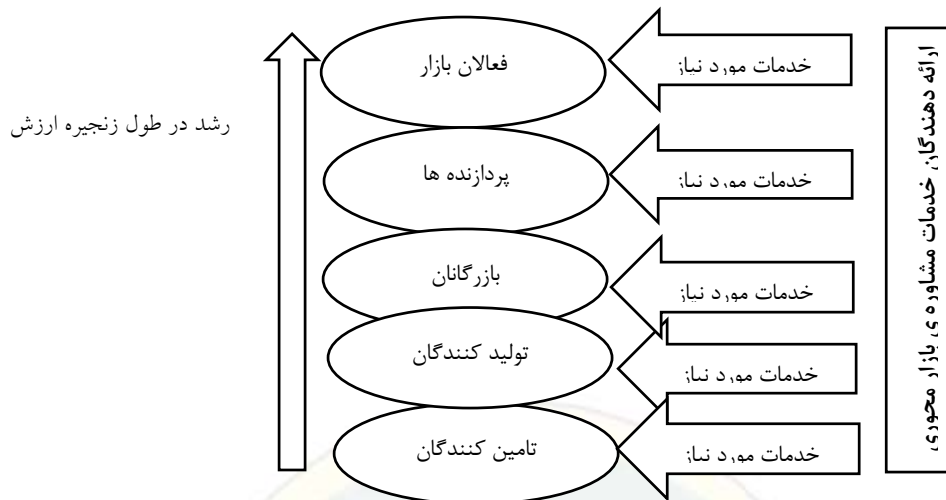 فعالان بازار
خدمات مورد نیاز
پردازنده ها
خدمات مورد نیاز
بازرگانان
خدمات مورد نیاز
تولید کنندگان
خدمات مورد نیاز
تامین کنندگان
خدمات مورد نیاز
ارائه دهندگان خدمات مشاوره ی بازار محوری
رشد در طول زنجیره ارزش